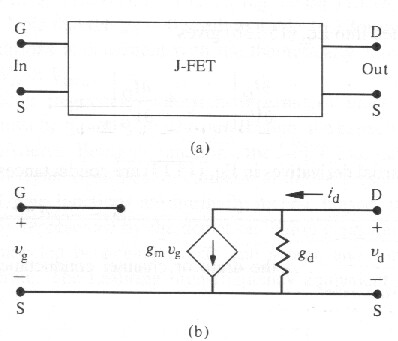 G
D
In
J-FET
Out
S
S
(a)
G
i_d
D
+
+
v_g
g_m v_g
g_d
v_d
−
−
S
S
(b)